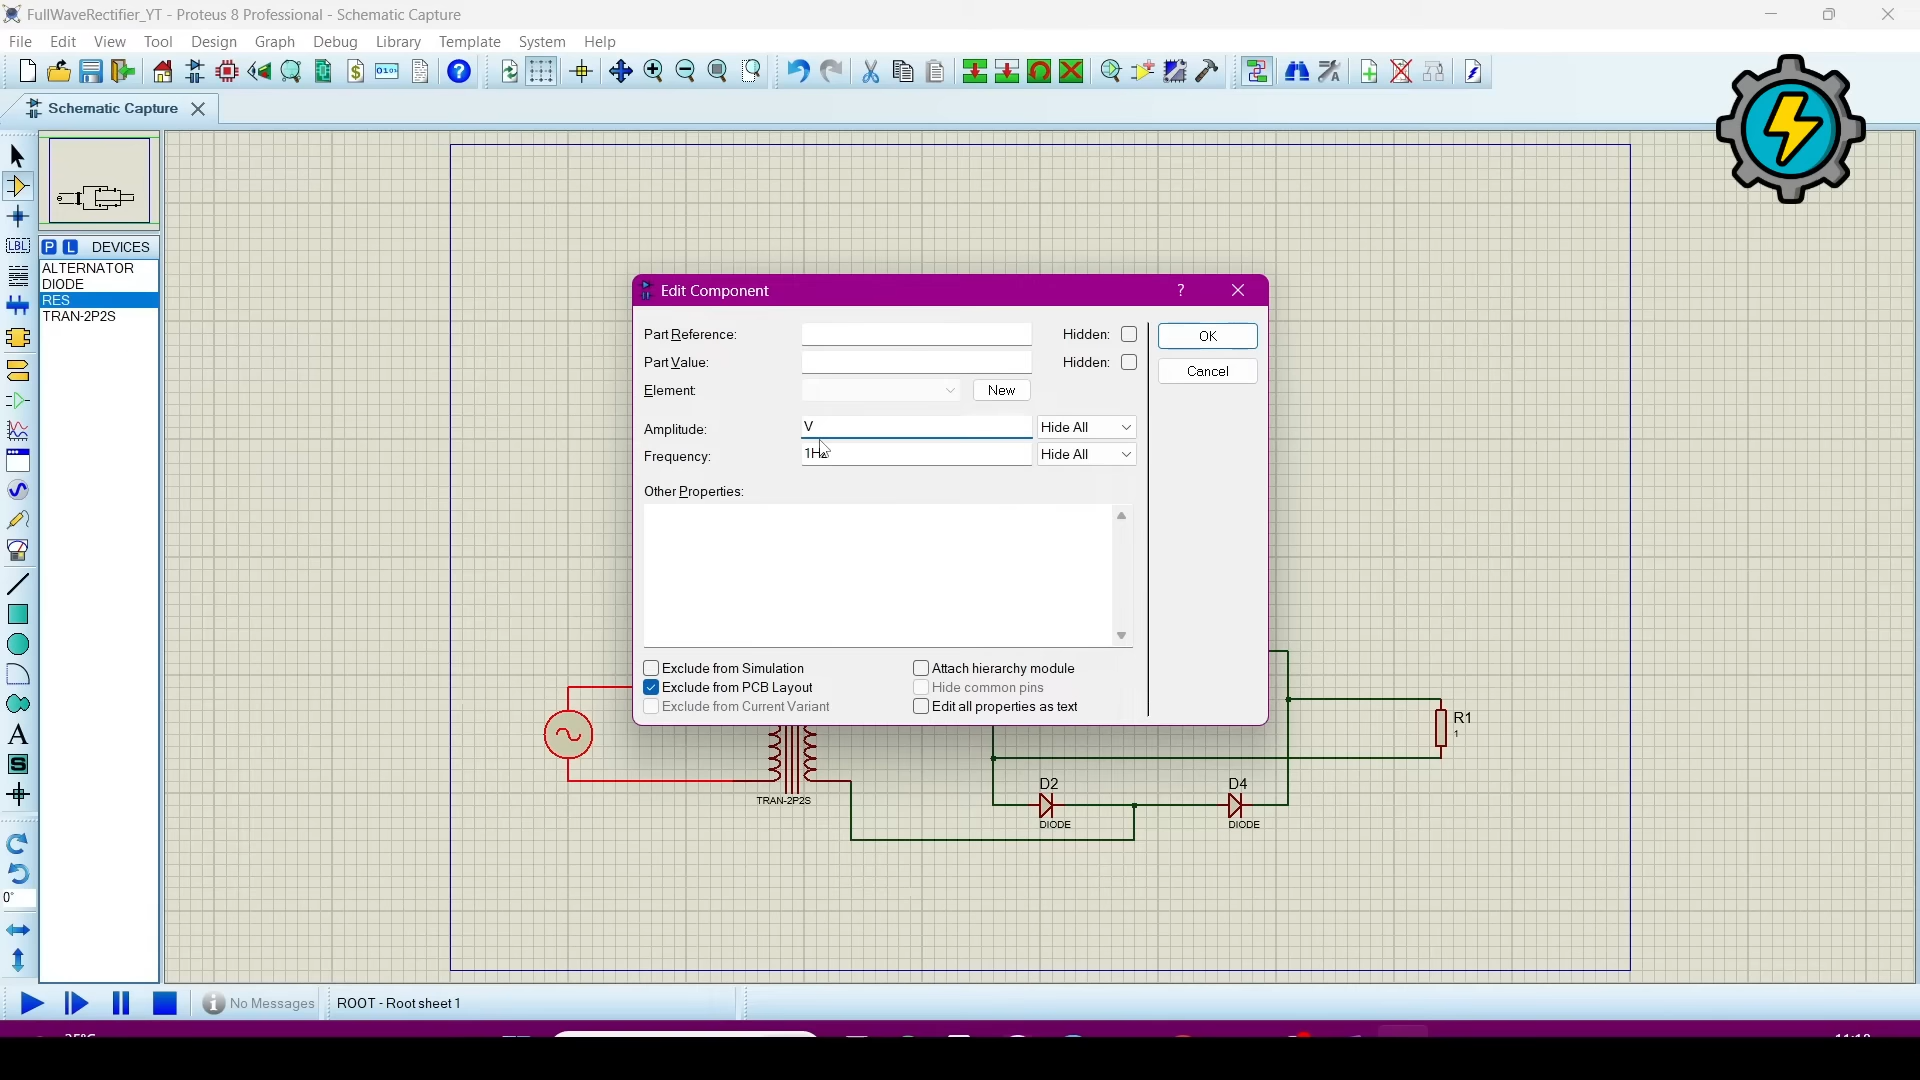 FullWaveRectifier_YT - Proteus 8 Professional - Schematic Capture
File Edit View Tool Design Graph Debug Library Template System Help
Schematic Capture
P L DEVICES
ALTERNATOR
DIODE
RES
TRAN-2P2S
LBL
Edit Component
Part Reference:
Hidden:
OK
Part Value:
Hidden:
Cancel
Element:
New
Amplitude:
V
Hide All
Frequency:
1Hz
Hide All
Other Properties:
Exclude from Simulation
Attach hierarchy module
Exclude from PCB Layout
Hide common pins
Exclude from Current Variant
Edit all properties as text
R1
1
D2
D4
TRAN-2P2S
DIODE
DIODE
A
S
0°
No Messages
ROOT - Root sheet 1